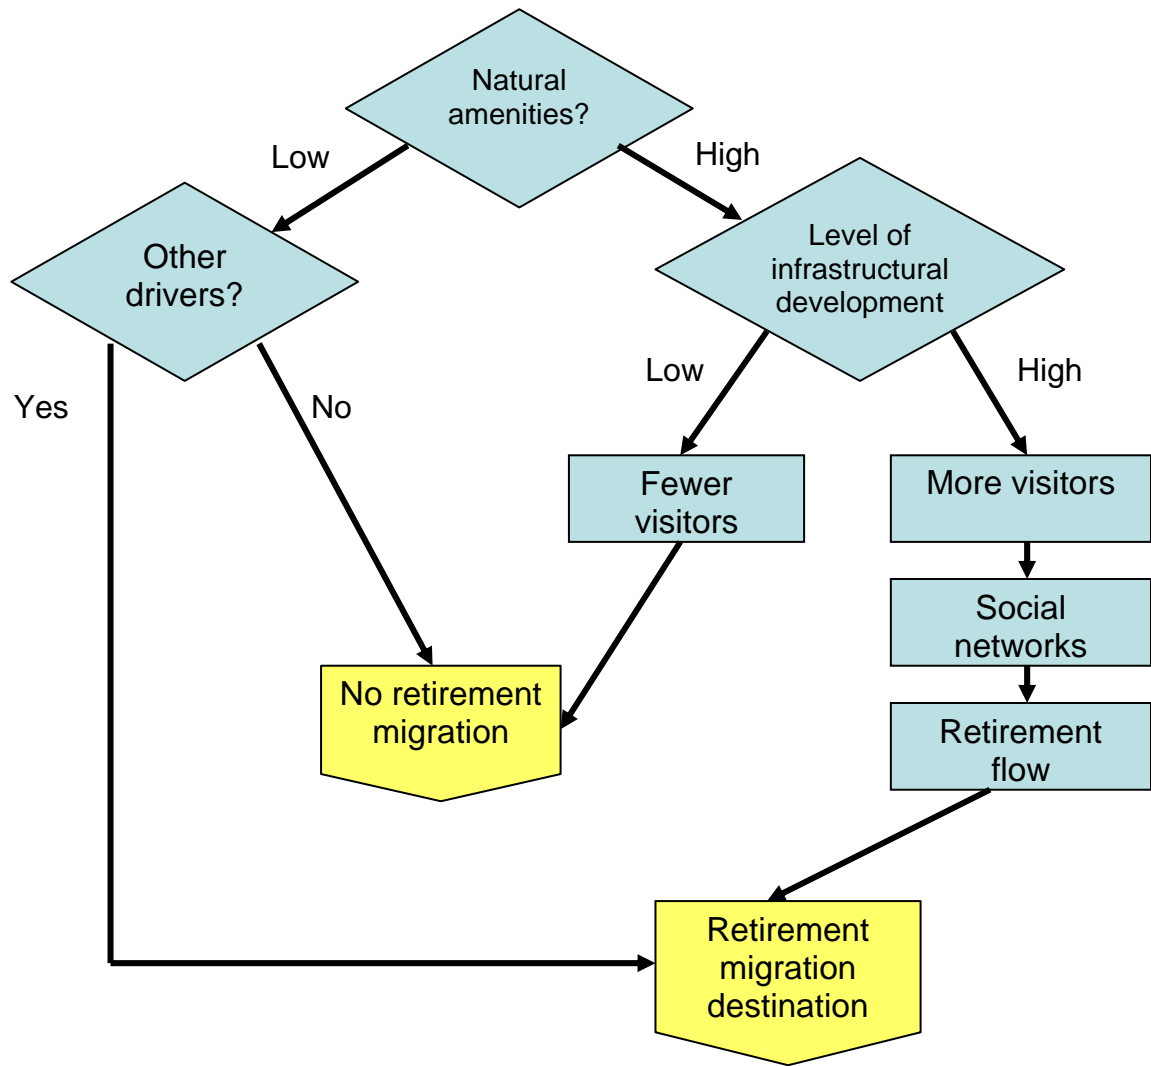 Natural
amenities?
Low
High
Other
drivers?
Level of
infrastructural
development
Yes
No
Low
High
Fewer
visitors
More visitors
Social
networks
No retirement
migration
Retirement
flow
Retirement
migration
destination